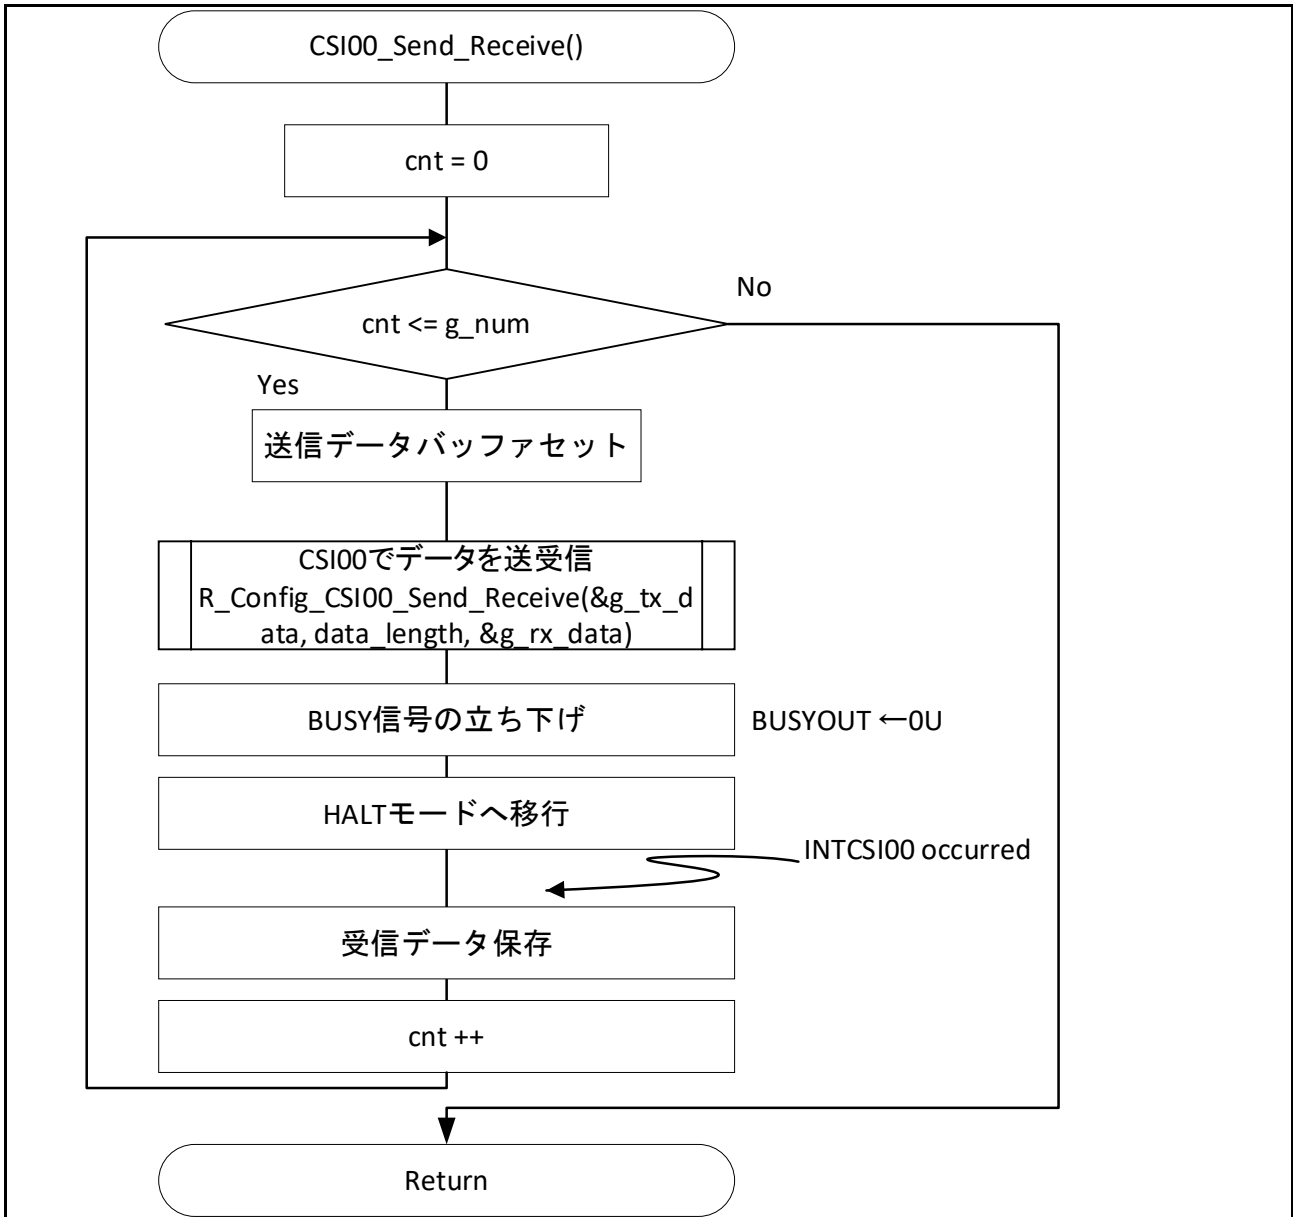 CSI00_Send_Receive()
cnt = 0
No
cnt <= g_num
Yes
送信データバッファセット
CSI00でデータを送受信
R_Config_CSI00_Send_Receive(&g_tx_d
ata, data_length, &g_rx_data)
BUSY信号の立ち下げ
BUSYOUT ←0U
HALTモードへ移行
INTCSI00 occurred
受信データ保存
cnt ++
Return